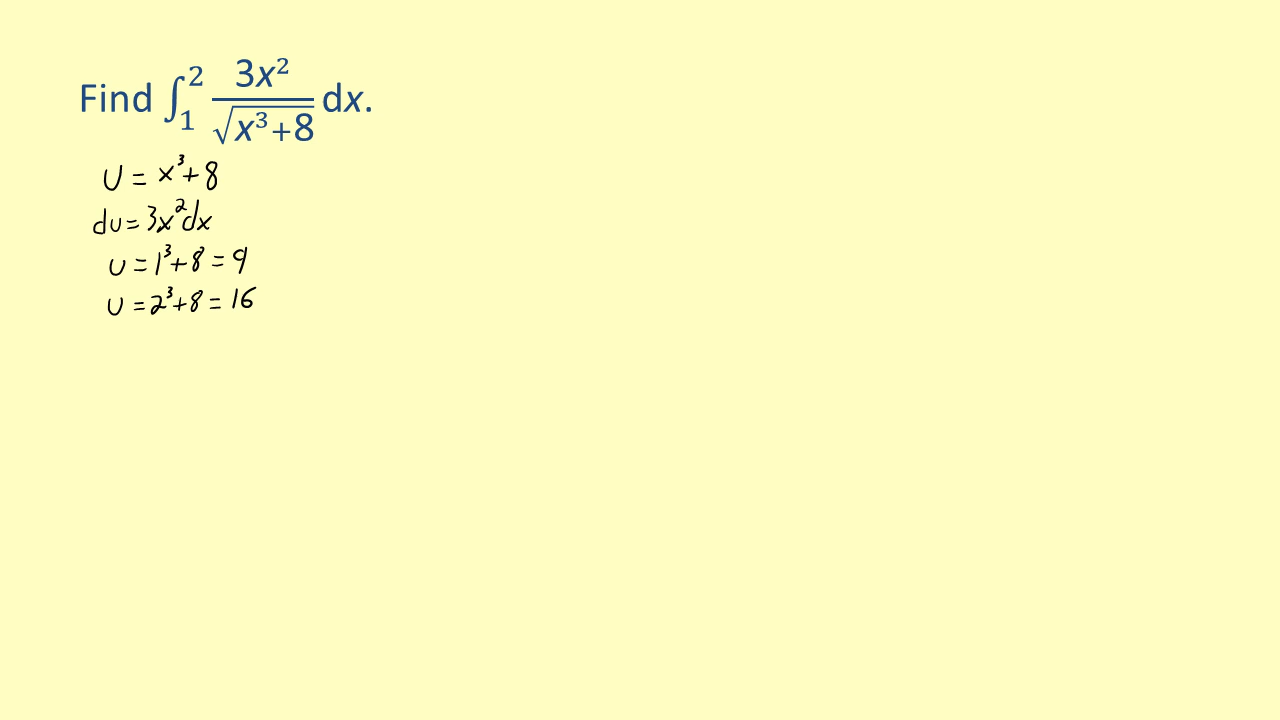 Find ∫₁² 3x²/√(x³+8) dx.
u = x³+8
du = 3x²dx
u = 1³+8 = 9
u = 2³+8 = 16